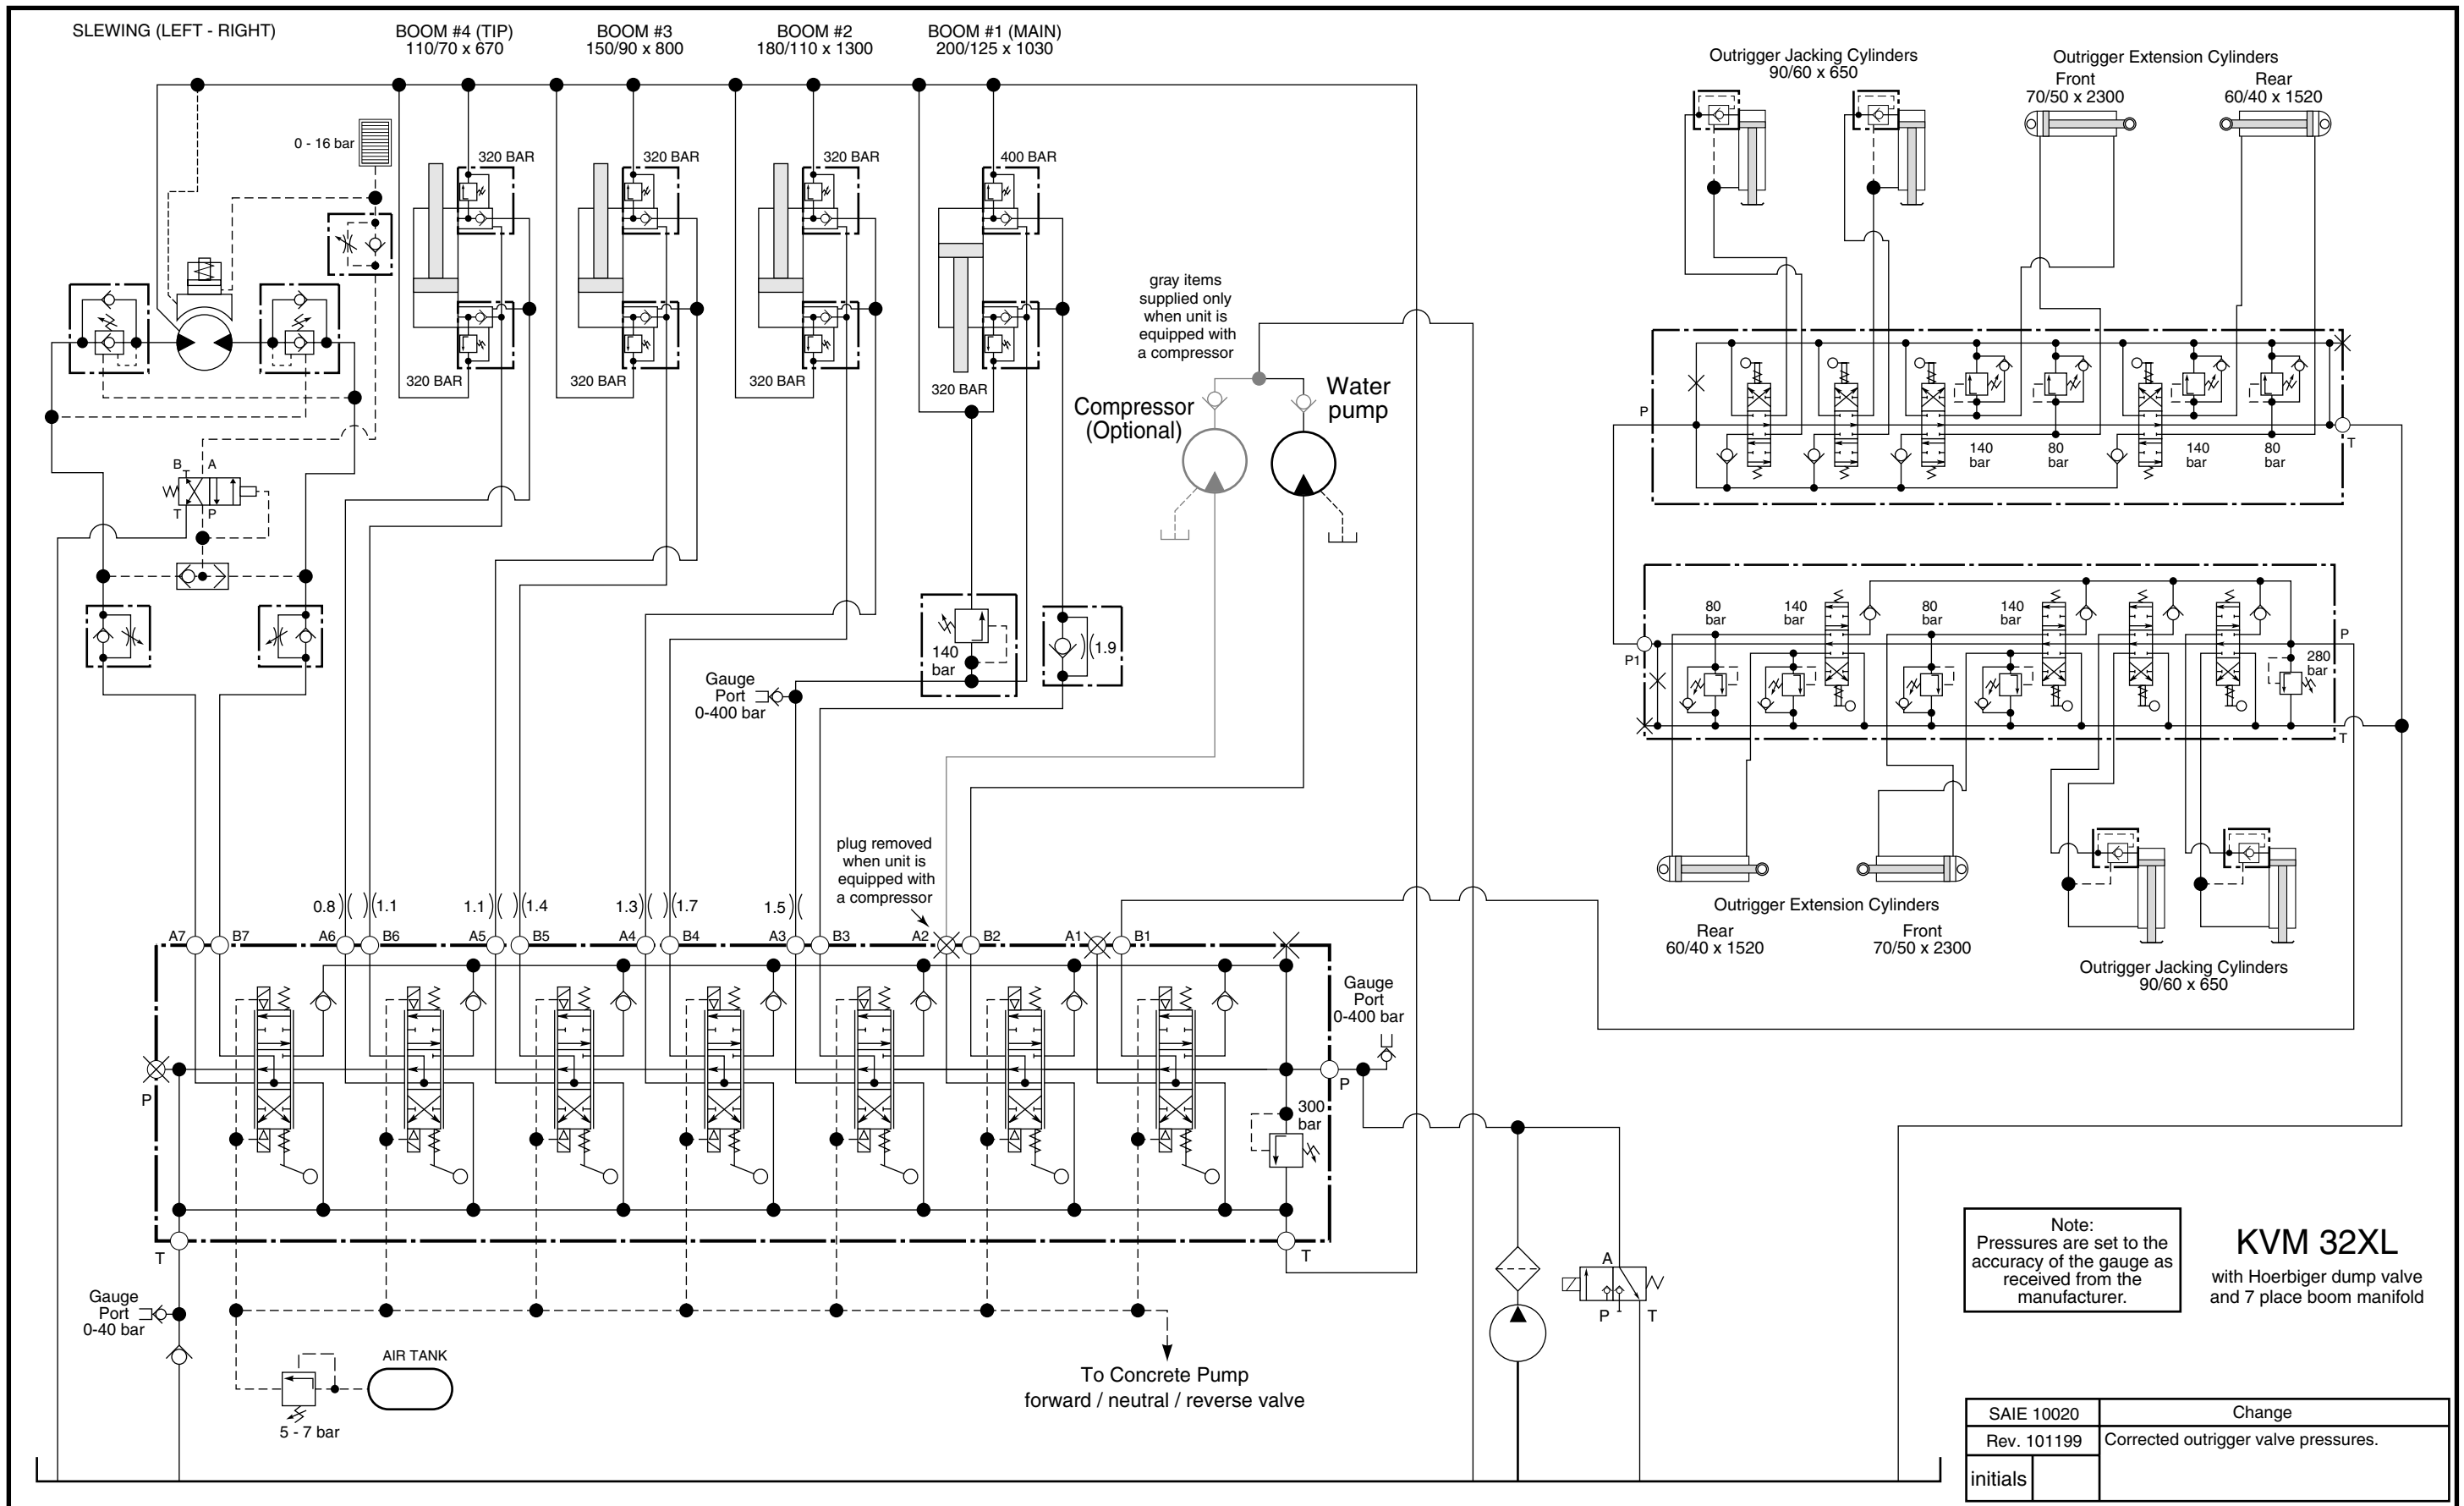 SLEWING (LEFT - RIGHT)
BOOM #4 (TIP)
110/70 x 670
BOOM #3
150/90 x 800
BOOM #2
180/110 x 1300
BOOM #1 (MAIN)
200/125 x 1030
Outrigger Jacking Cylinders
90/60 x 650
Outrigger Extension Cylinders
Front
70/50 x 2300
Rear
60/40 x 1520
0 - 16 bar
320 BAR
320 BAR
320 BAR
400 BAR
320 BAR
320 BAR
320 BAR
320 BAR
gray items
supplied only
when unit is
equipped with
a compressor
Compressor
(Optional)
Water
pump
P
T
140
bar
80
bar
140
bar
80
bar
B
A
T
P
80
bar
140
bar
80
bar
140
bar
P
P1
280
bar
T
140
bar
1.9
Gauge
Port
0-400 bar
plug removed
when unit is
equipped with
a compressor
0.8
1.1
1.1
1.4
1.3
1.7
1.5
Outrigger Extension Cylinders
Rear
60/40 x 1520
Front
70/50 x 2300
Outrigger Jacking Cylinders
90/60 x 650
A7
B7
A6
B6
A5
B5
A4
B4
A3
B3
A2
B2
A1
B1
Gauge
Port
0-400 bar
P
P
300
bar
T
T
Gauge
Port
0-40 bar
AIR TANK
5 - 7 bar
To Concrete Pump
forward / neutral / reverse valve
A
P
T
Note:
Pressures are set to the
accuracy of the gauge as
received from the
manufacturer.
KVM 32XL
with Hoerbiger dump valve
and 7 place boom manifold
SAIE 10020
Change
Rev. 101199
Corrected outrigger valve pressures.
initials